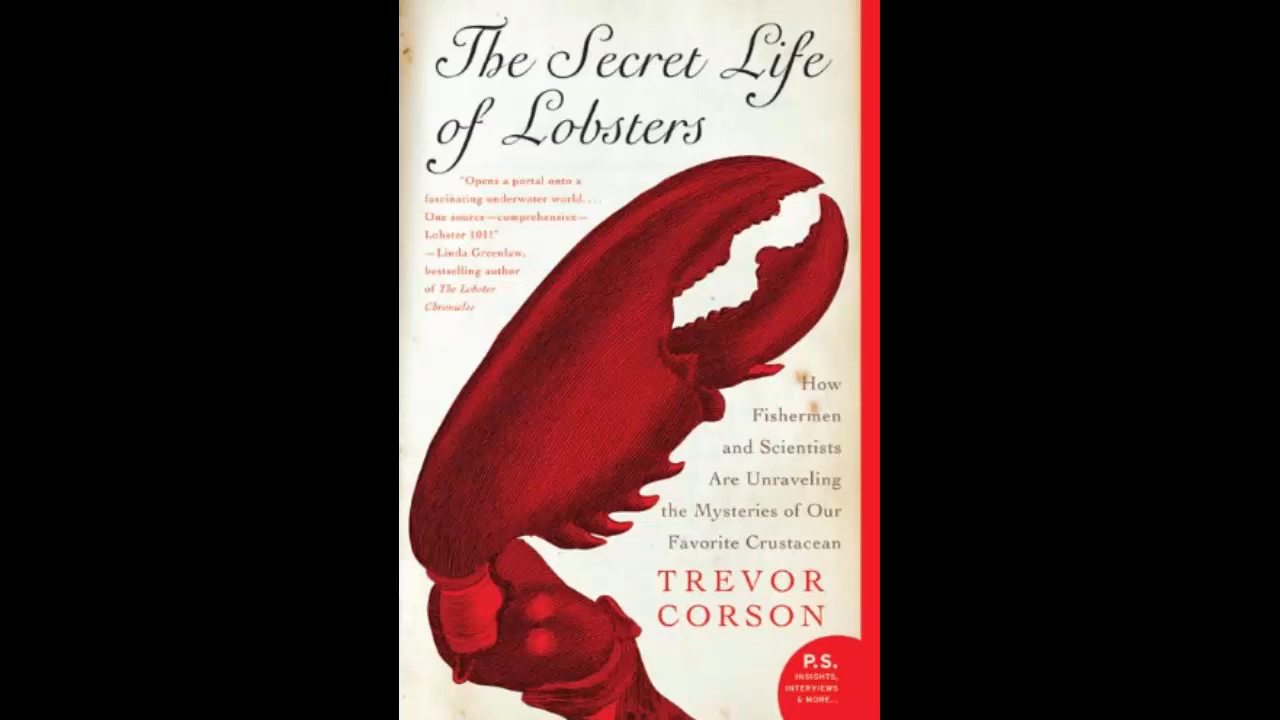 The Secret Life
of Lobsters
"Opens a portal onto a
fascinating underwater world....
One source—comprehensive—
Lobster 101!"
—Linda Greenlaw,
bestselling author
of The Lobster
Chronicles
How
Fishermen
and Scientists
Are Unraveling
the Mysteries of Our
Favorite Crustacean
TREVOR
CORSON
P.S.
INSIGHTS,
INTERVIEWS
& MORE...